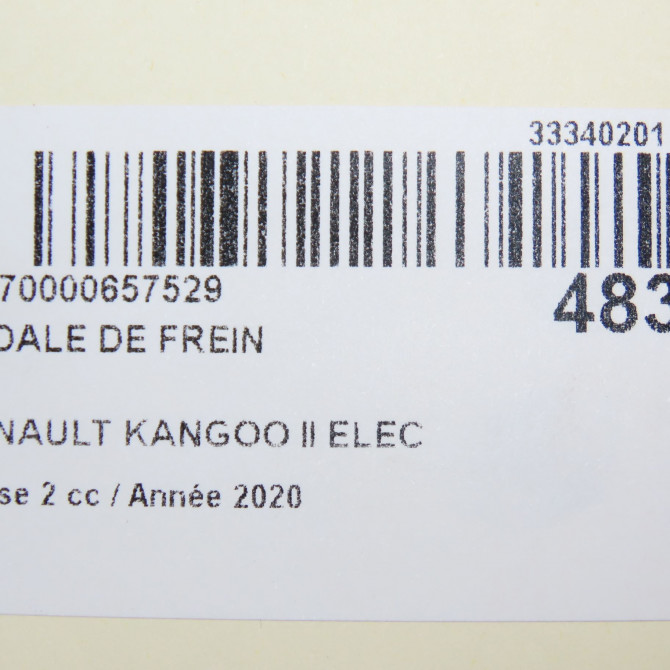 33340201
70000657529
483
DALE DE FREIN
NAULT KANGOO II ELEC
se 2 cc / Année 2020